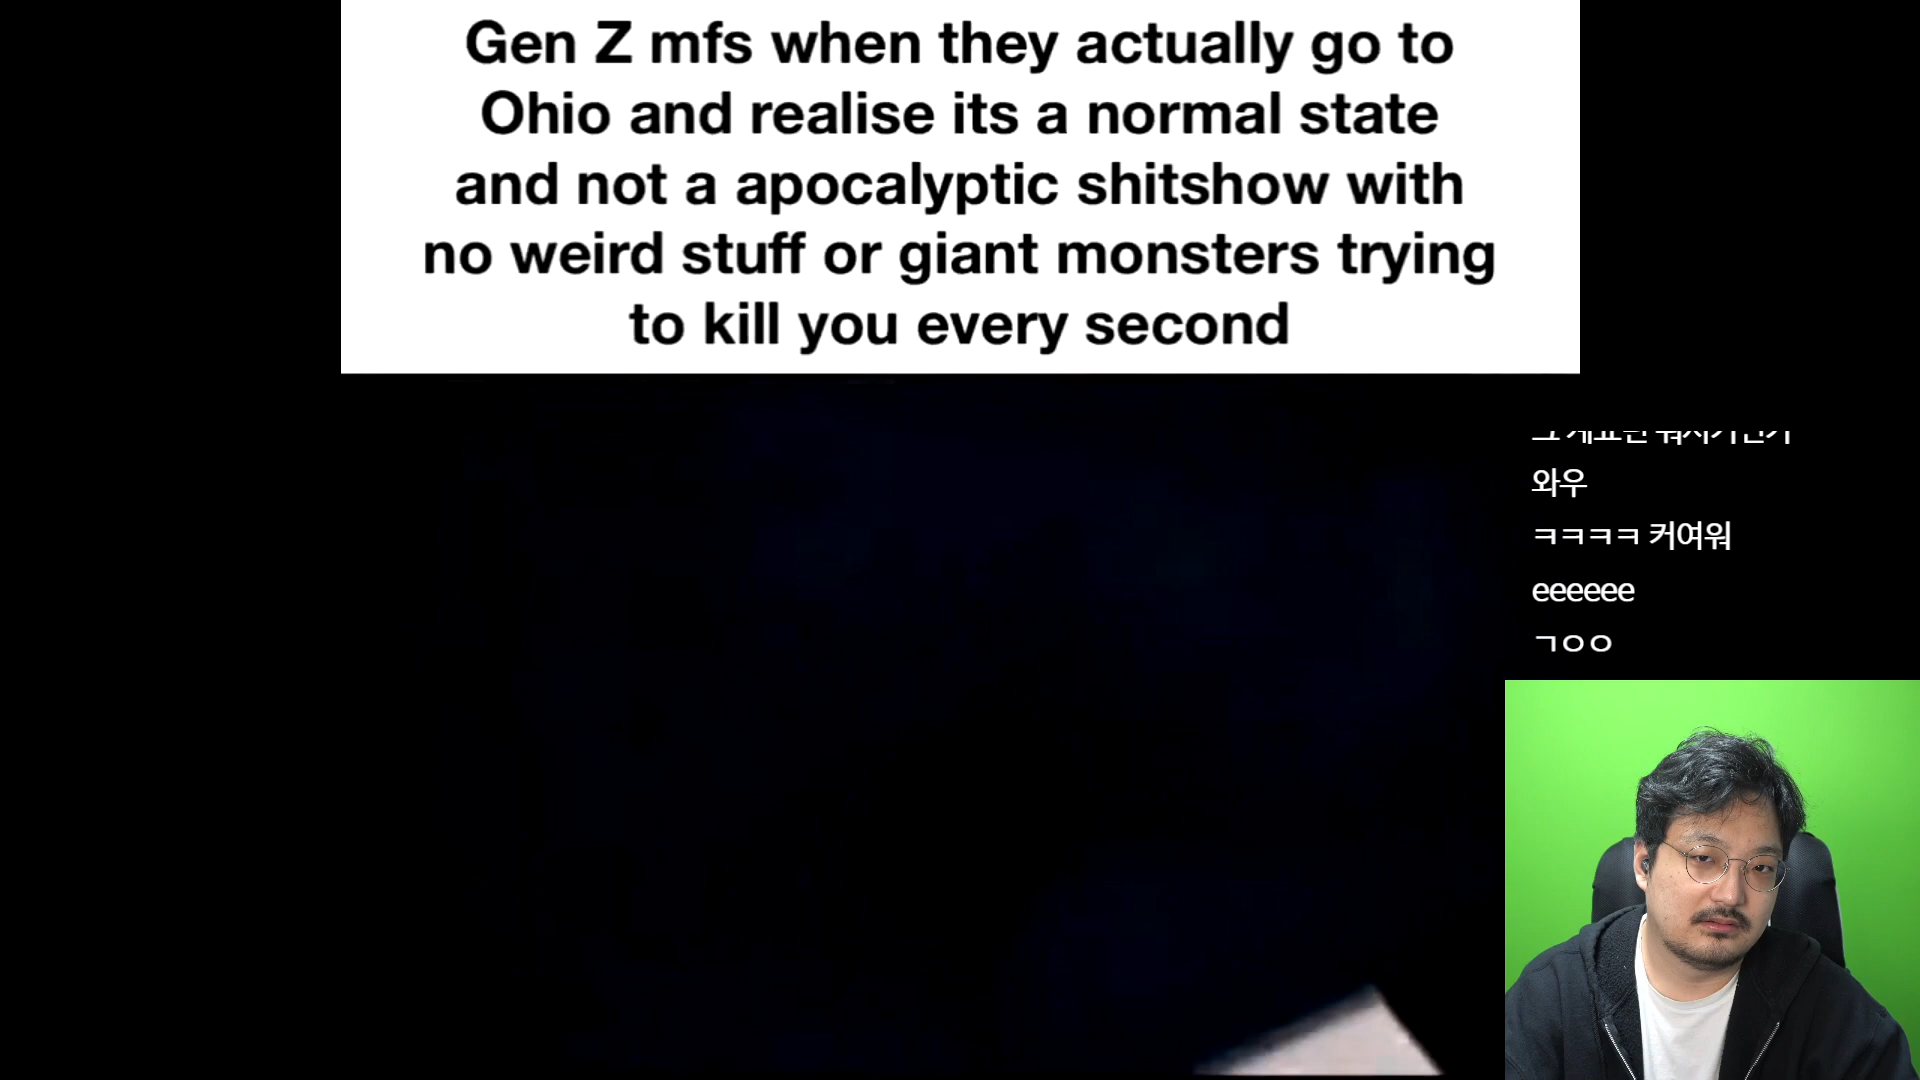 Gen Z mfs when they actually go to
Ohio and realise its a normal state
and not a apocalyptic shitshow with
no weird stuff or giant monsters trying
to kill you every second
와우
ㅋㅋㅋㅋ 커여워
eeeeee
ㄱㅇㅇ